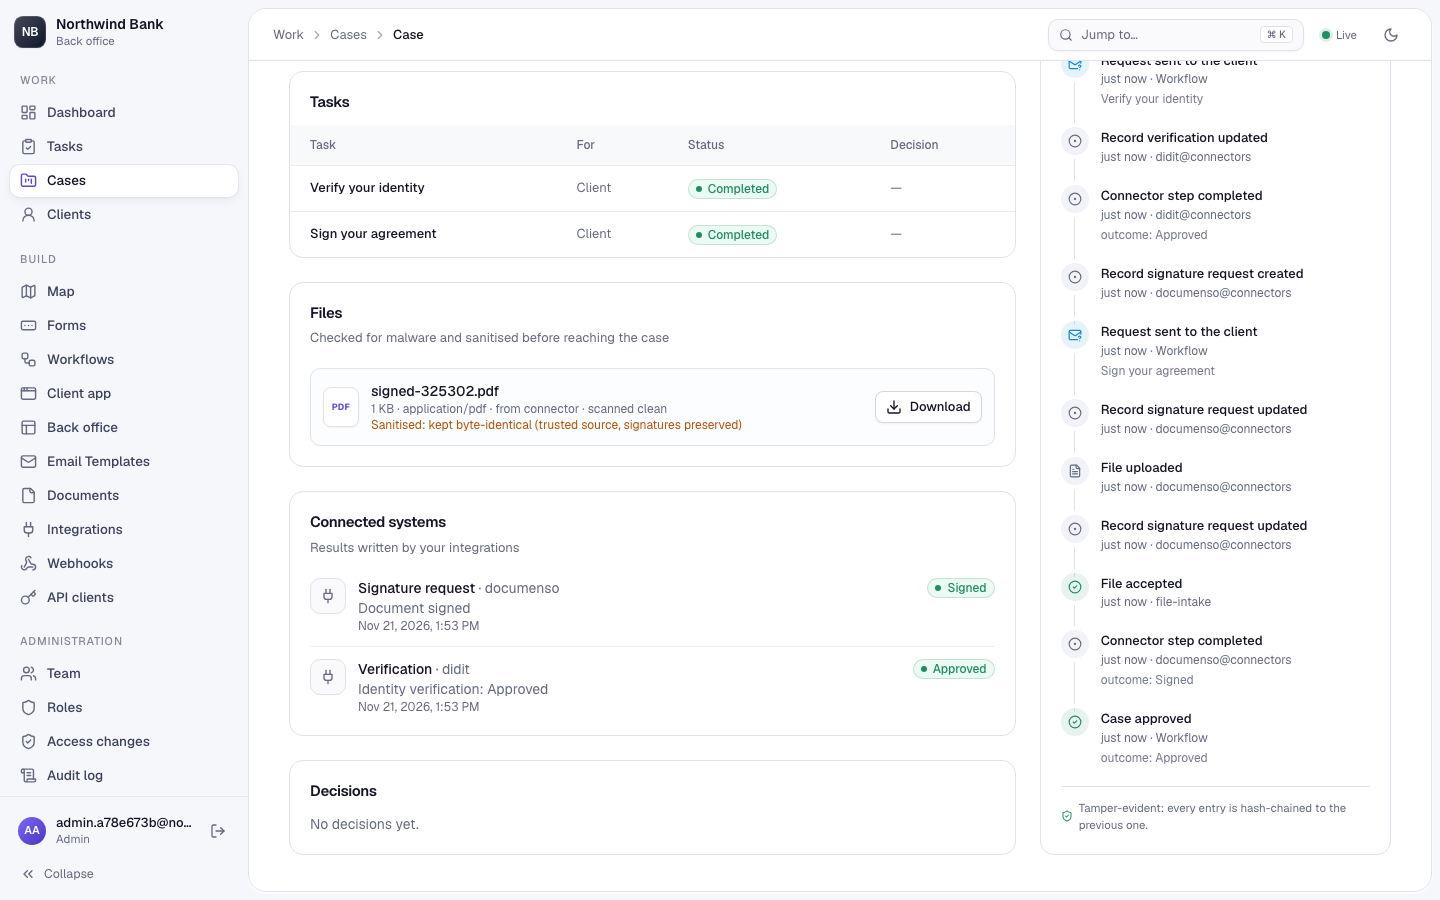 NB
Northwind Bank
Back office
WORK
Dashboard
Tasks
Cases
Clients
BUILD
Map
Forms
Workflows
Client app
Back office
Email Templates
Documents
Integrations
Webhooks
API clients
ADMINISTRATION
Team
Roles
Access changes
Audit log
AA
admin.a78e673b@no...
Admin
Collapse
Work > Cases > Case
Jump to...
⌘ K
Live
Tasks
Task For Status Decision
Verify your identity Client Completed —
Sign your agreement Client Completed —
Files
Checked for malware and sanitised before reaching the case
PDF
signed-325302.pdf
1 KB · application/pdf · from connector · scanned clean
Sanitised: kept byte-identical (trusted source, signatures preserved)
Download
Connected systems
Results written by your integrations
Signature request · documenso
Signed
Document signed
Nov 21, 2026, 1:53 PM
Verification · didit
Approved
Identity verification: Approved
Nov 21, 2026, 1:53 PM
Decisions
No decisions yet.
Request sent to the client
just now · Workflow
Verify your identity
Record verification updated
just now · didit@connectors
Connector step completed
just now · didit@connectors
outcome: Approved
Record signature request created
just now · documenso@connectors
Request sent to the client
just now · Workflow
Sign your agreement
Record signature request updated
just now · documenso@connectors
File uploaded
just now · documenso@connectors
Record signature request updated
just now · documenso@connectors
File accepted
just now · file-intake
Connector step completed
just now · documenso@connectors
outcome: Signed
Case approved
just now · Workflow
outcome: Approved
Tamper-evident: every entry is hash-chained to the
previous one.